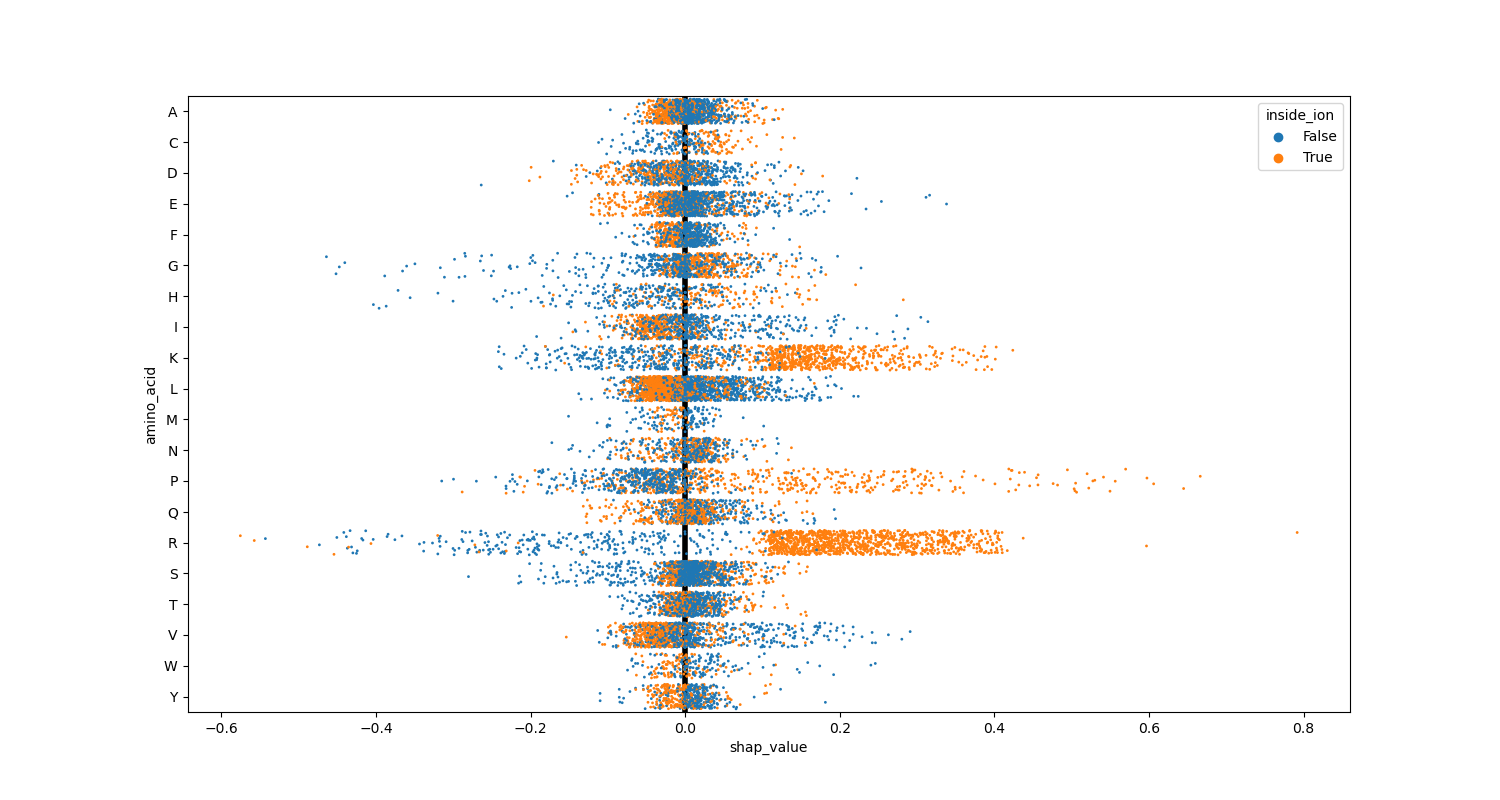 inside_ion
False
True
amino_acid
A
C
D
E
F
G
H
I
K
L
M
N
P
Q
R
S
T
V
W
Y
−0.6 −0.4 −0.2 0.0 0.2 0.4 0.6 0.8
shap_value